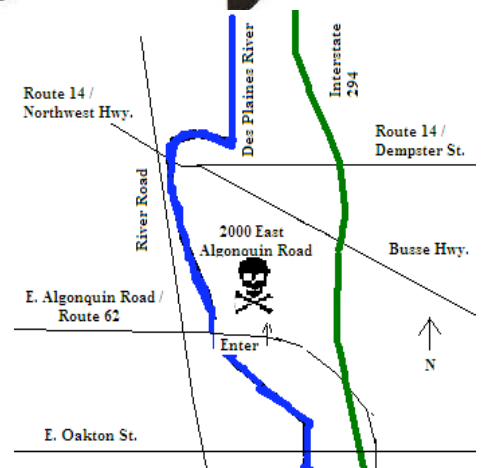 Des Plaines River
Interstate
294
Route 14 /
Northwest Hwy.
Route 14 /
Dempster St.
River Road
2000 East
Algonquin Road
Busse Hwy.
E. Algonquin Road /
Route 62
Enter
N
E. Oakton St.